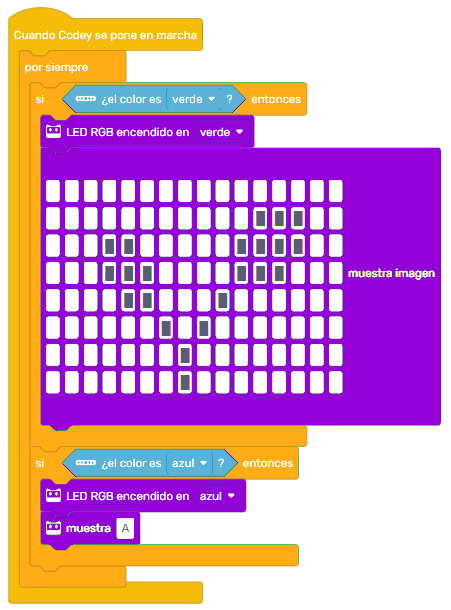 Cuando Codey se pone en marcha
por siempre
si ¿el color es verde ? entonces
LED RGB encendido en verde
muestra imagen
si ¿el color es azul ? entonces
LED RGB encendido en azul
muestra A